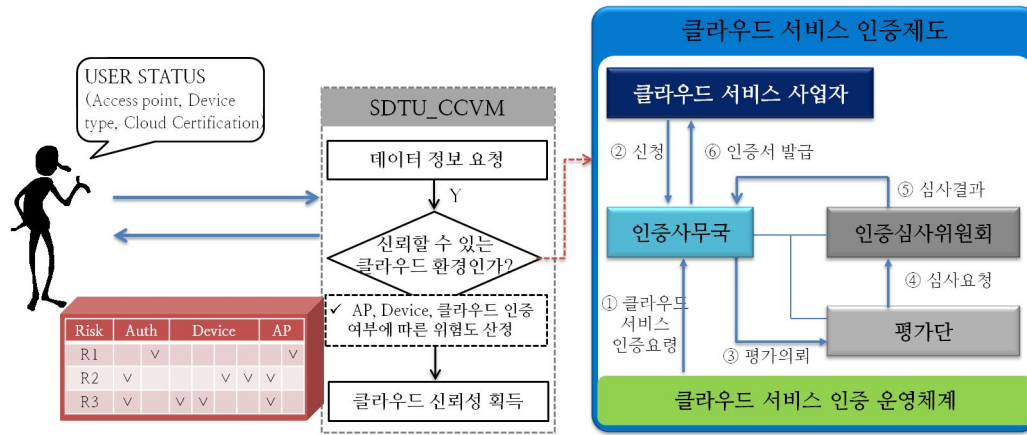 클라우드 서비스 인증제도
USER STATUS
(Access point, Device
type, Cloud Certification)
SDTU_CCVM
데이터 정보 요청
Y
신뢰할 수 있는
클라우드 환경인가?
✓ AP, Device, 클라우드 인증
여부에 따른 위험도 산정
클라우드 신뢰성 획득
Risk Auth Device AP
R1 ∨ ∨
R2 ∨ ∨ ∨ ∨
R3 ∨ ∨ ∨ ∨
클라우드 서비스 사업자
② 신청
⑥ 인증서 발급
⑤ 심사결과
인증사무국
인증심사위원회
① 클라우드
서비스
인증요령
④ 심사요청
③ 평가의뢰
평가단
클라우드 서비스 인증 운영체계